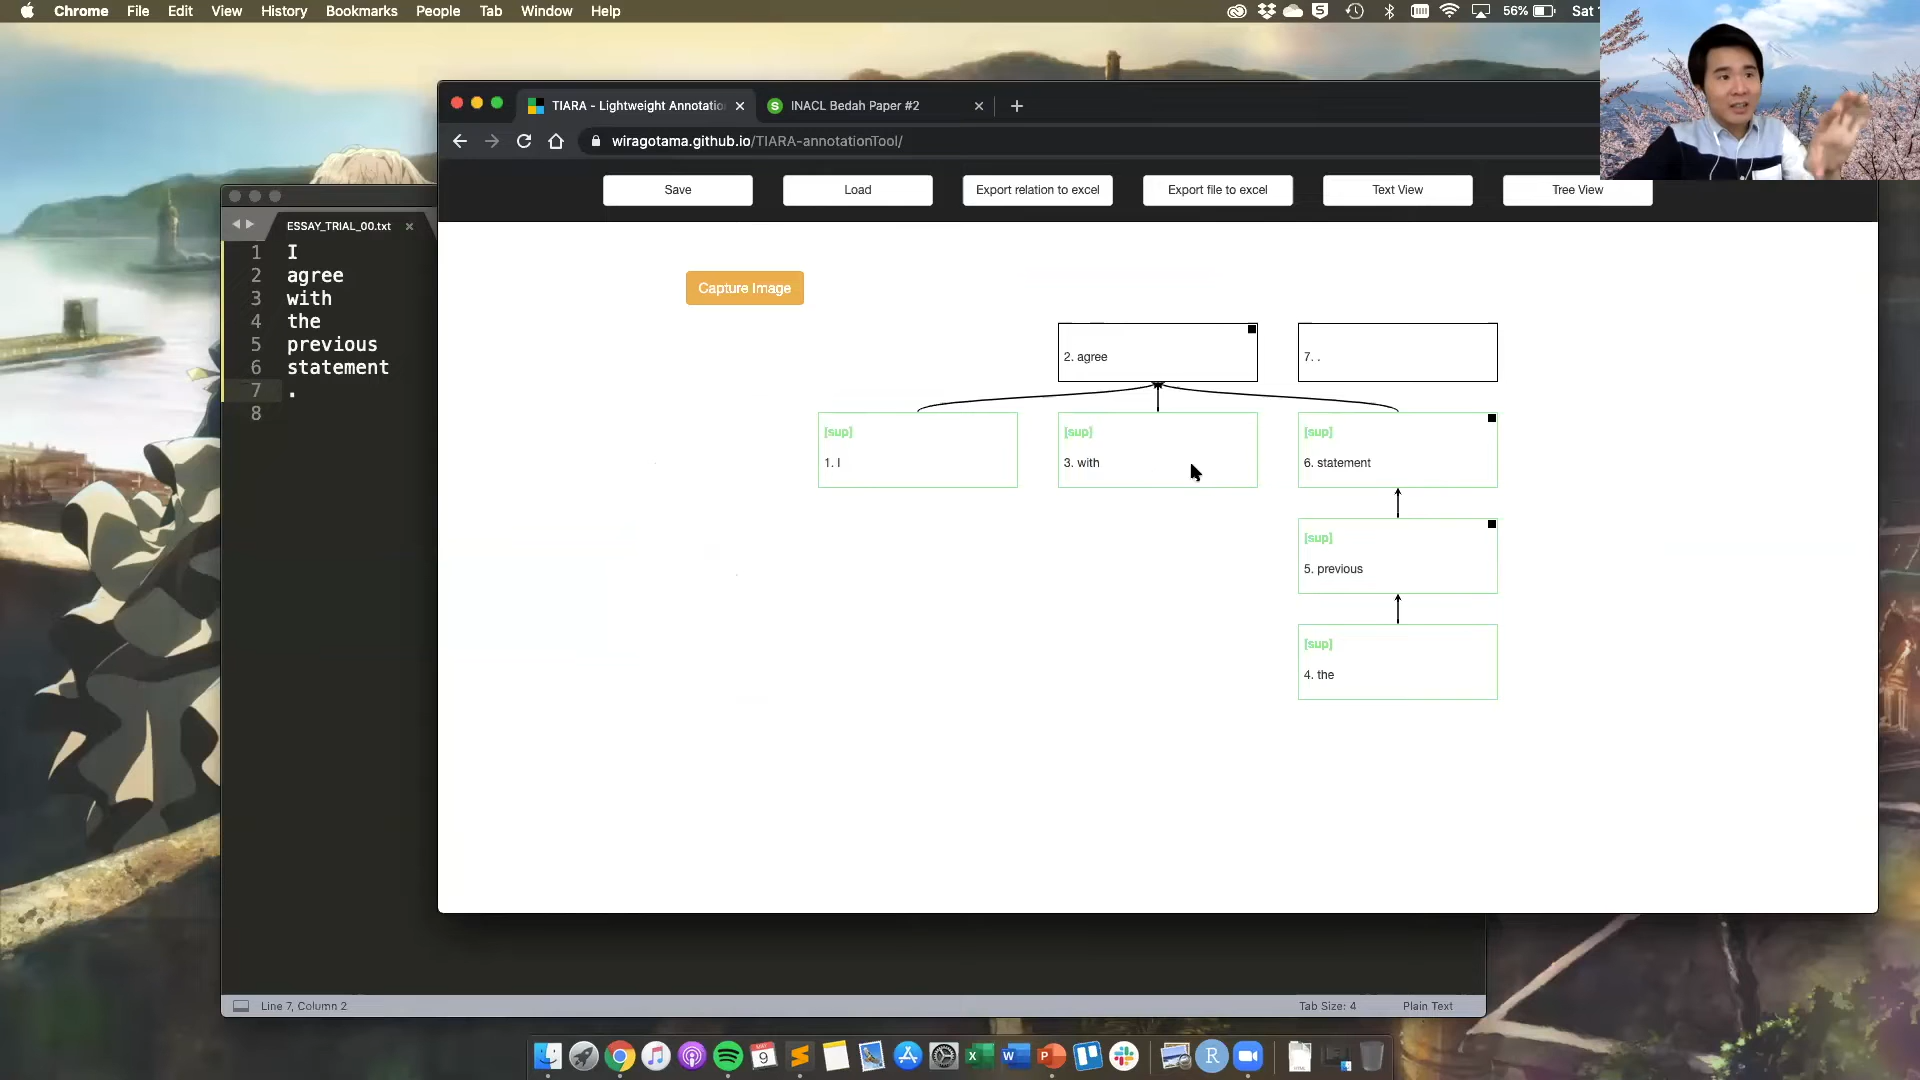 Chrome File Edit View History Bookmarks People Tab Window Help
56% Sat
TIARA - Lightweight Annotatio
INACL Bedah Paper #2
wiragotama.github.io/TIARA-annotationTool/
Save Load Export relation to excel Export file to excel Text View Tree View
ESSAY_TRIAL_00.txt
1 I
2 agree
3 with
4 the
5 previous
6 statement
7 .
8
Capture Image
2. agree
7. .
[sup]
1. I
[sup]
3. with
[sup]
6. statement
[sup]
5. previous
[sup]
4. the
Line 7, Column 2
Tab Size: 4
Plain Text
MAY
9